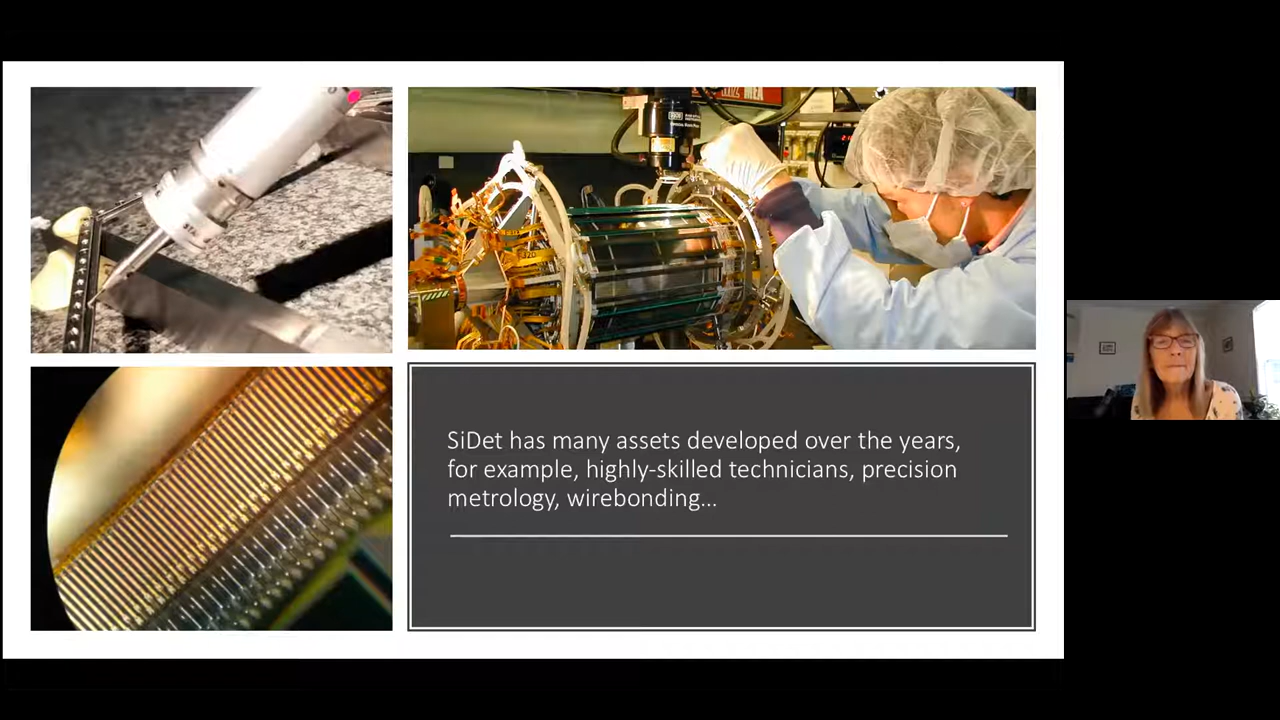 SiDet has many assets developed over the years,
for example, highly-skilled technicians, precision
metrology, wirebonding...